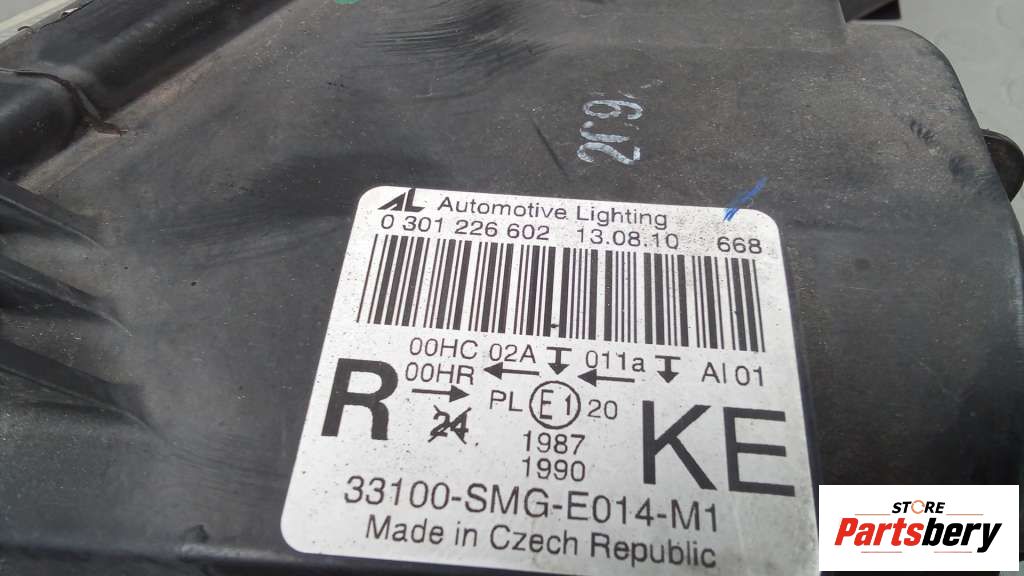 AL Automotive Lighting
0 301 226 602 13.08.10 668
00HC 02A 011a AI 01
00HR
R PL E1 20 KE
24
1987
1990
33100-SMG-E014-M1
Made in Czech Republic
STORE
Partsbery